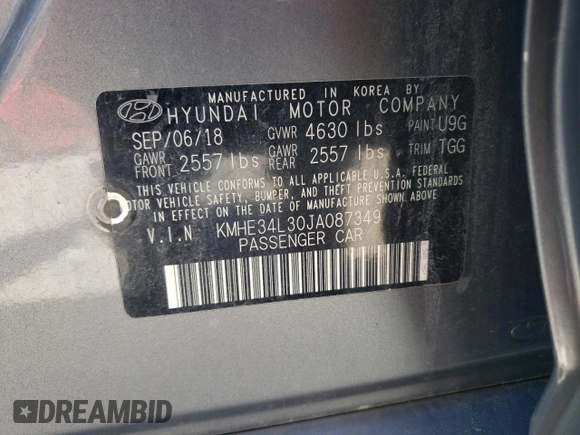 MANUFACTURED IN KOREA BY
HYUNDAI MOTOR COMPANY
SEP/06/18 GVWR 4630 lbs PAINT U9G
GAWR FRONT 2557 lbs GAWR REAR 2557 lbs TRIM TGG
THIS VEHICLE CONFORMS TO ALL APPLICABLE U.S.A. FEDERAL
MOTOR VEHICLE SAFETY, BUMPER, AND THEFT PREVENTION STANDARDS
IN EFFECT ON THE DATE OF MANUFACTURE SHOWN ABOVE.
V.I.N KMHE34L30JA087349
PASSENGER CAR
DREAMBID